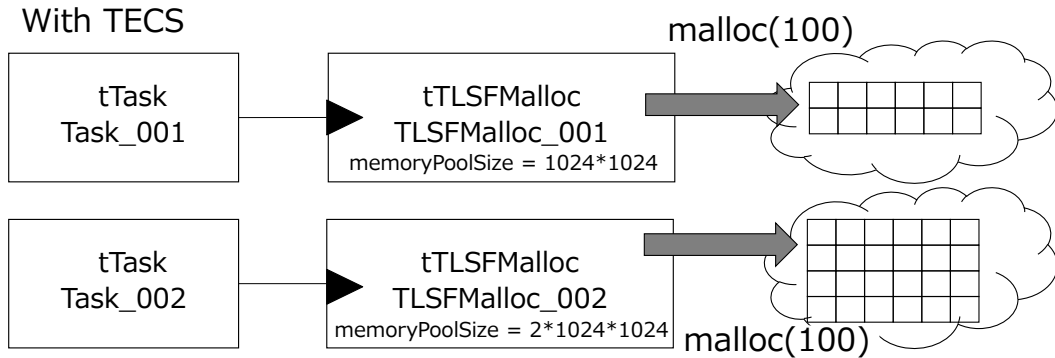 With TECS
malloc(100)
tTask
Task_001
tTLSFMalloc
TLSFMalloc_001
memoryPoolSize = 1024*1024
tTask
Task_002
tTLSFMalloc
TLSFMalloc_002
memoryPoolSize = 2*1024*1024
malloc(100)